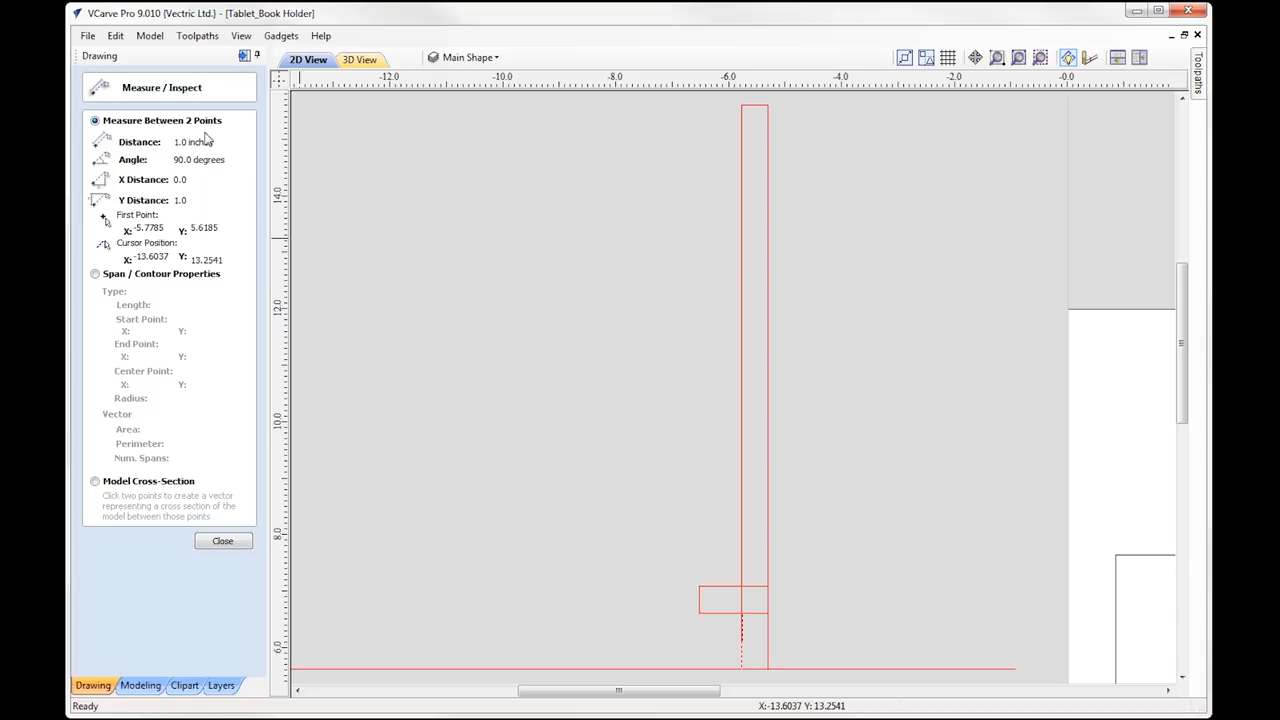 VCarve Pro 9.010 {Vectric Ltd.} - [Tablet_Book Holder]
File Edit Model Toolpaths View Gadgets Help
Drawing
2D View 3D View Main Shape
Toolpaths
-12.0 -10.0 -8.0 -6.0 -4.0 -2.0 -0.0
14.0
12.0
10.0
8.0
6.0
Measure / Inspect
Measure Between 2 Points
Distance: 1.0 inches
Angle: 90.0 degrees
X Distance: 0.0
Y Distance: 1.0
First Point:
X: -5.7785 Y: 5.6185
Cursor Position:
X: -13.6037 Y: 13.2541
Span / Contour Properties
Type:
Length:
Start Point:
X: Y:
End Point:
X: Y:
Center Point:
X: Y:
Radius:
Vector
Area:
Perimeter:
Num. Spans:
Model Cross-Section
Click two points to create a vector
representing a cross section of the
model between those points
Close
Drawing Modeling Clipart Layers
Ready X:-13.6037 Y: 13.2541